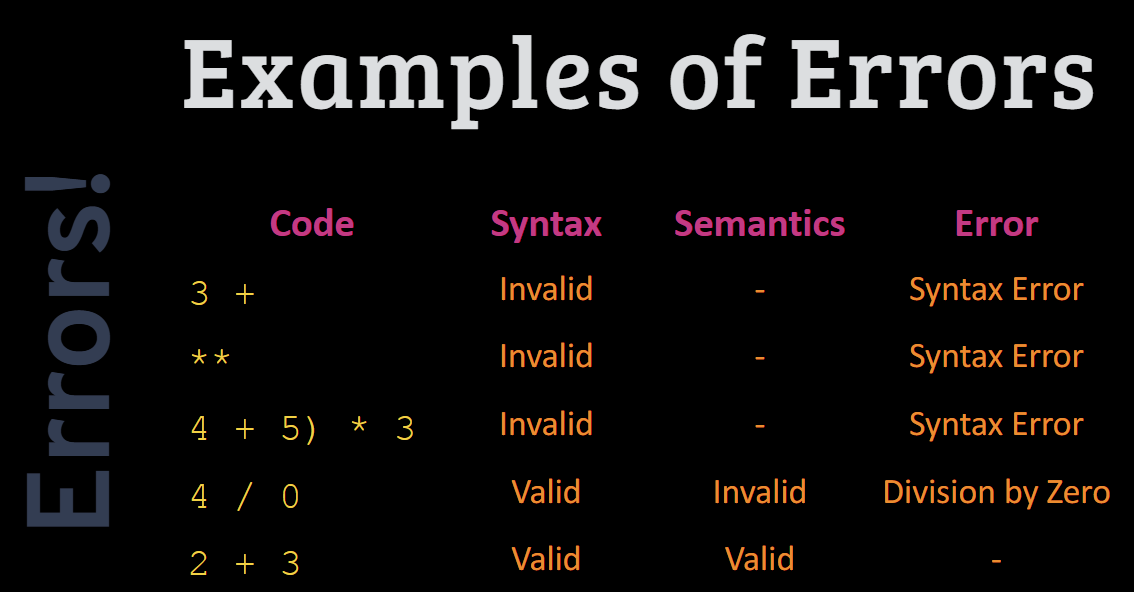 Examples of Errors
Errors!
Code Syntax Semantics Error
3 + Invalid - Syntax Error
** Invalid - Syntax Error
4 + 5) * 3 Invalid - Syntax Error
4 / 0 Valid Invalid Division by Zero
2 + 3 Valid Valid -